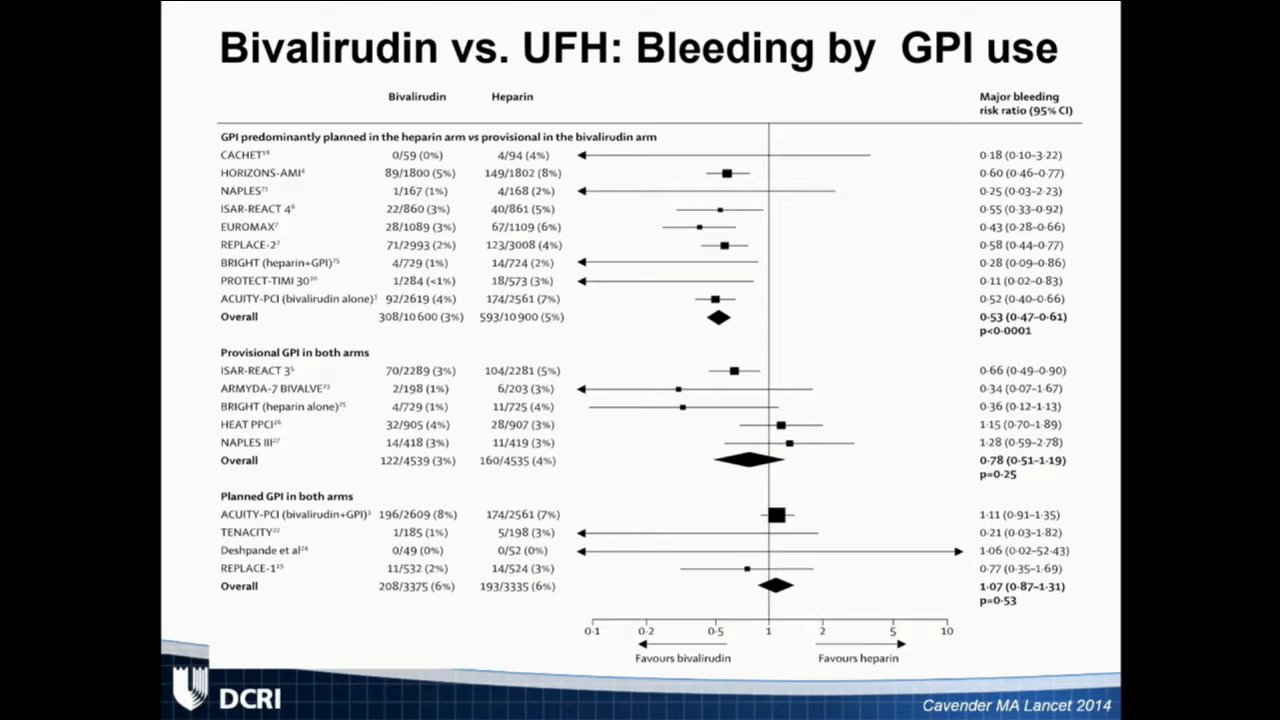 Bivalirudin vs. UFH: Bleeding by GPI use
Bivalirudin Heparin Major bleeding
risk ratio (95% CI)
GPI predominantly planned in the heparin arm vs provisional in the bivalirudin arm
CACHET¹⁸ 0/59 (0%) 4/94 (4%) 0·18 (0·10–3·22)
HORIZONS-AMI⁴ 89/1800 (5%) 149/1802 (8%) 0·60 (0·46–0·77)
NAPLES²¹ 1/167 (1%) 4/168 (2%) 0·25 (0·03–2·23)
ISAR-REACT 4⁶ 22/860 (3%) 40/861 (5%) 0·55 (0·33–0·92)
EUROMAX⁷ 28/1089 (3%) 67/1109 (6%) 0·43 (0·28–0·66)
REPLACE-2² 71/2993 (2%) 123/3008 (4%) 0·58 (0·44–0·77)
BRIGHT (heparin+GPI)²⁵ 4/729 (1%) 14/724 (2%) 0·28 (0·09–0·86)
PROTECT-TIMI 30²⁰ 1/284 (<1%) 18/573 (3%) 0·11 (0·02–0·83)
ACUITY-PCI (bivalirudin alone)³ 92/2619 (4%) 174/2561 (7%) 0·52 (0·40–0·66)
Overall 308/10 600 (3%) 593/10 900 (5%) 0·53 (0·47–0·61)
p<0·0001
Provisional GPI in both arms
ISAR-REACT 3⁵ 70/2289 (3%) 104/2281 (5%) 0·66 (0·49–0·90)
ARMYDA-7 BIVALVE²³ 2/198 (1%) 6/203 (3%) 0·34 (0·07–1·67)
BRIGHT (heparin alone)²⁵ 4/729 (1%) 11/725 (4%) 0·36 (0·12–1·13)
HEAT PPCI²⁶ 32/905 (4%) 28/907 (3%) 1·15 (0·70–1·89)
NAPLES III²⁷ 14/418 (3%) 11/419 (3%) 1·28 (0·59–2·78)
Overall 122/4539 (3%) 160/4535 (4%) 0·78 (0·51–1·19)
p=0·25
Planned GPI in both arms
ACUITY-PCI (bivalirudin+GPI)³ 196/2609 (8%) 174/2561 (7%) 1·11 (0·91–1·35)
TENACITY²² 1/185 (1%) 5/198 (3%) 0·21 (0·03–1·82)
Deshpande et al²⁴ 0/49 (0%) 0/52 (0%) 1·06 (0·02–52·43)
REPLACE-1¹⁹ 11/532 (2%) 14/524 (3%) 0·77 (0·35–1·69)
Overall 208/3375 (6%) 193/3335 (6%) 1·07 (0·87–1·31)
p=0·53
0·1 0·2 0·5 1 2 5 10
Favours bivalirudin Favours heparin
DCRI
Cavender MA Lancet 2014